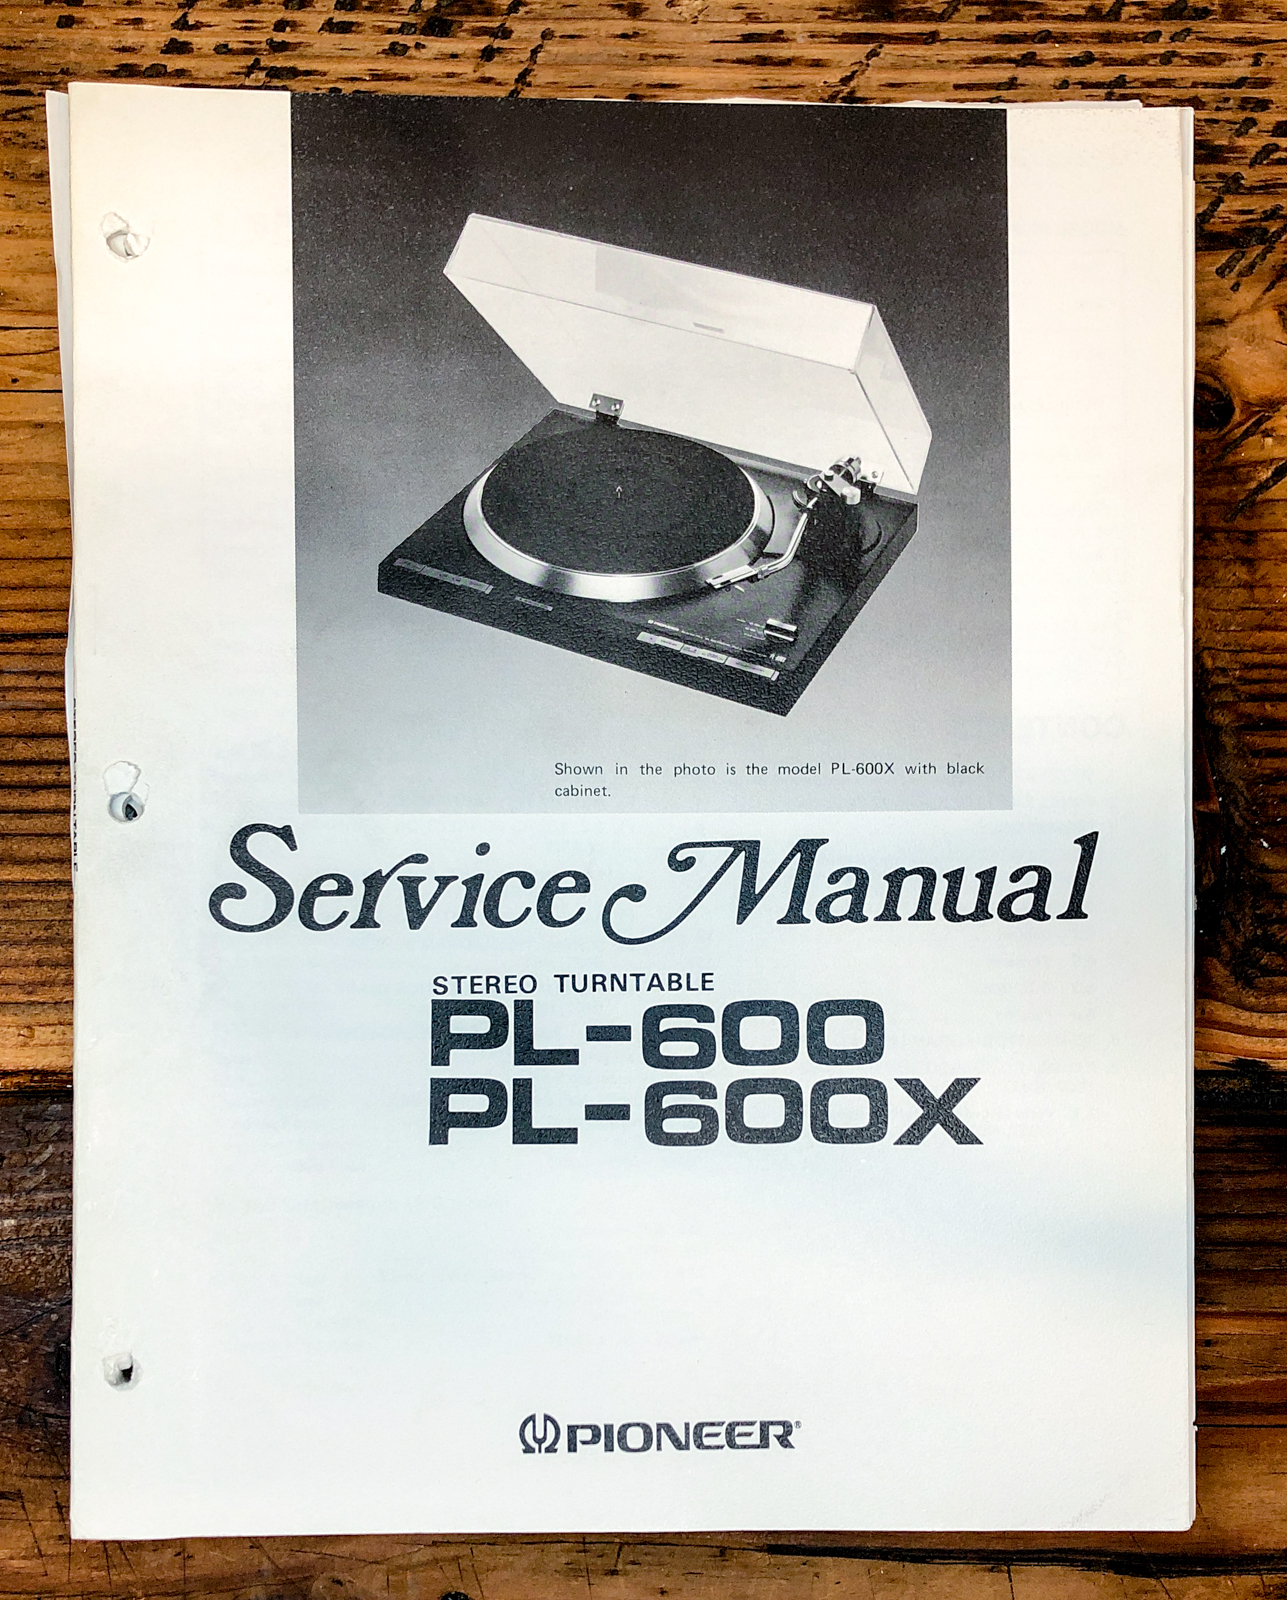 Shown in the photo is the model PL-600X with black
cabinet.
Service Manual
STEREO TURNTABLE
PL-600
PL-600X
PIONEER®